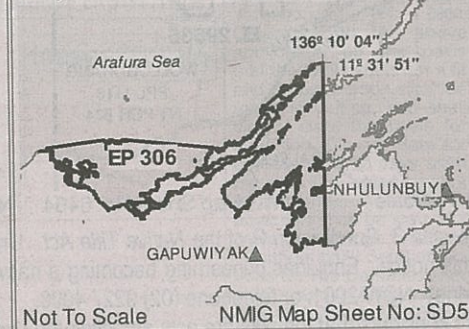 136º 10' 04"
Arafura Sea
11º 31' 51"
EP 306
NHULUNBUY
GAPUWIYAK
Not To Scale
NMIG Map Sheet No: SD5